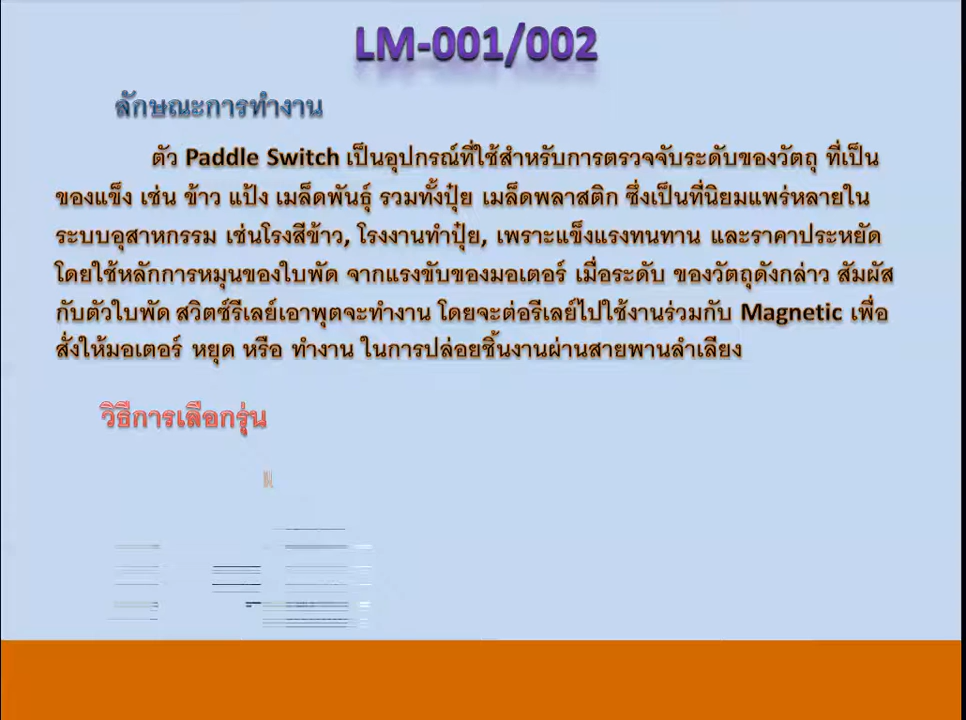 LM-001/002
ลักษณะการทำงาน
ตัว Paddle Switch เป็นอุปกรณ์ที่ใช้สำหรับการตรวจจับระดับของวัตถุ ที่เป็น
ของแข็ง เช่น ข้าว แป้ง เมล็ดพันธุ์ รวมทั้งปุ๋ย เมล็ดพลาสติก ซึ่งเป็นที่นิยมแพร่หลายใน
ระบบอุสาหกรรม เช่นโรงสีข้าว, โรงงานทำปุ๋ย, เพราะแข็งแรงทนทาน และราคาประหยัด
โดยใช้หลักการหมุนของใบพัด จากแรงขับของมอเตอร์ เมื่อระดับ ของวัตถุดังกล่าว สัมผัส
กับตัวใบพัด สวิตซ์รีเลย์เอาพุตจะทำงาน โดยจะต่อรีเลย์ไปใช้งานร่วมกับ Magnetic เพื่อ
สั่งให้มอเตอร์ หยุด หรือ ทำงาน ในการปล่อยชิ้นงานผ่านสายพานลำเลียง
วิธีการเลือกรุ่น